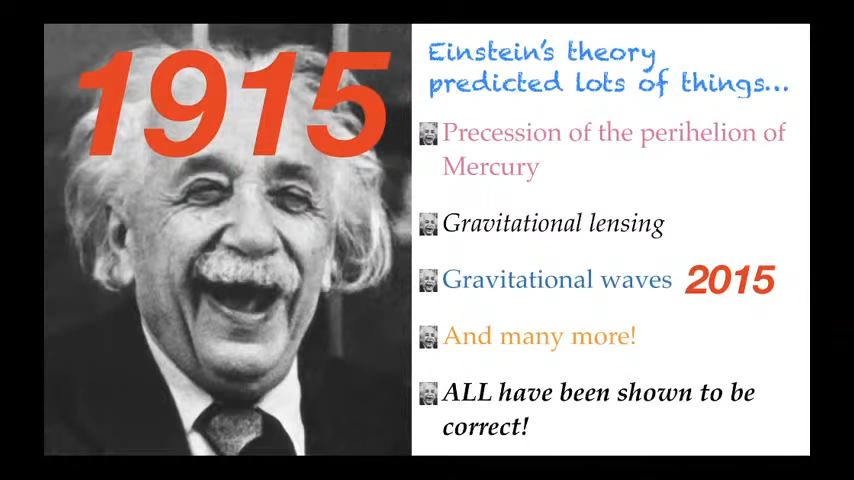 1915
Einstein's theory
predicted lots of things...
Precession of the perihelion of
Mercury
Gravitational lensing
Gravitational waves 2015
And many more!
ALL have been shown to be
correct!